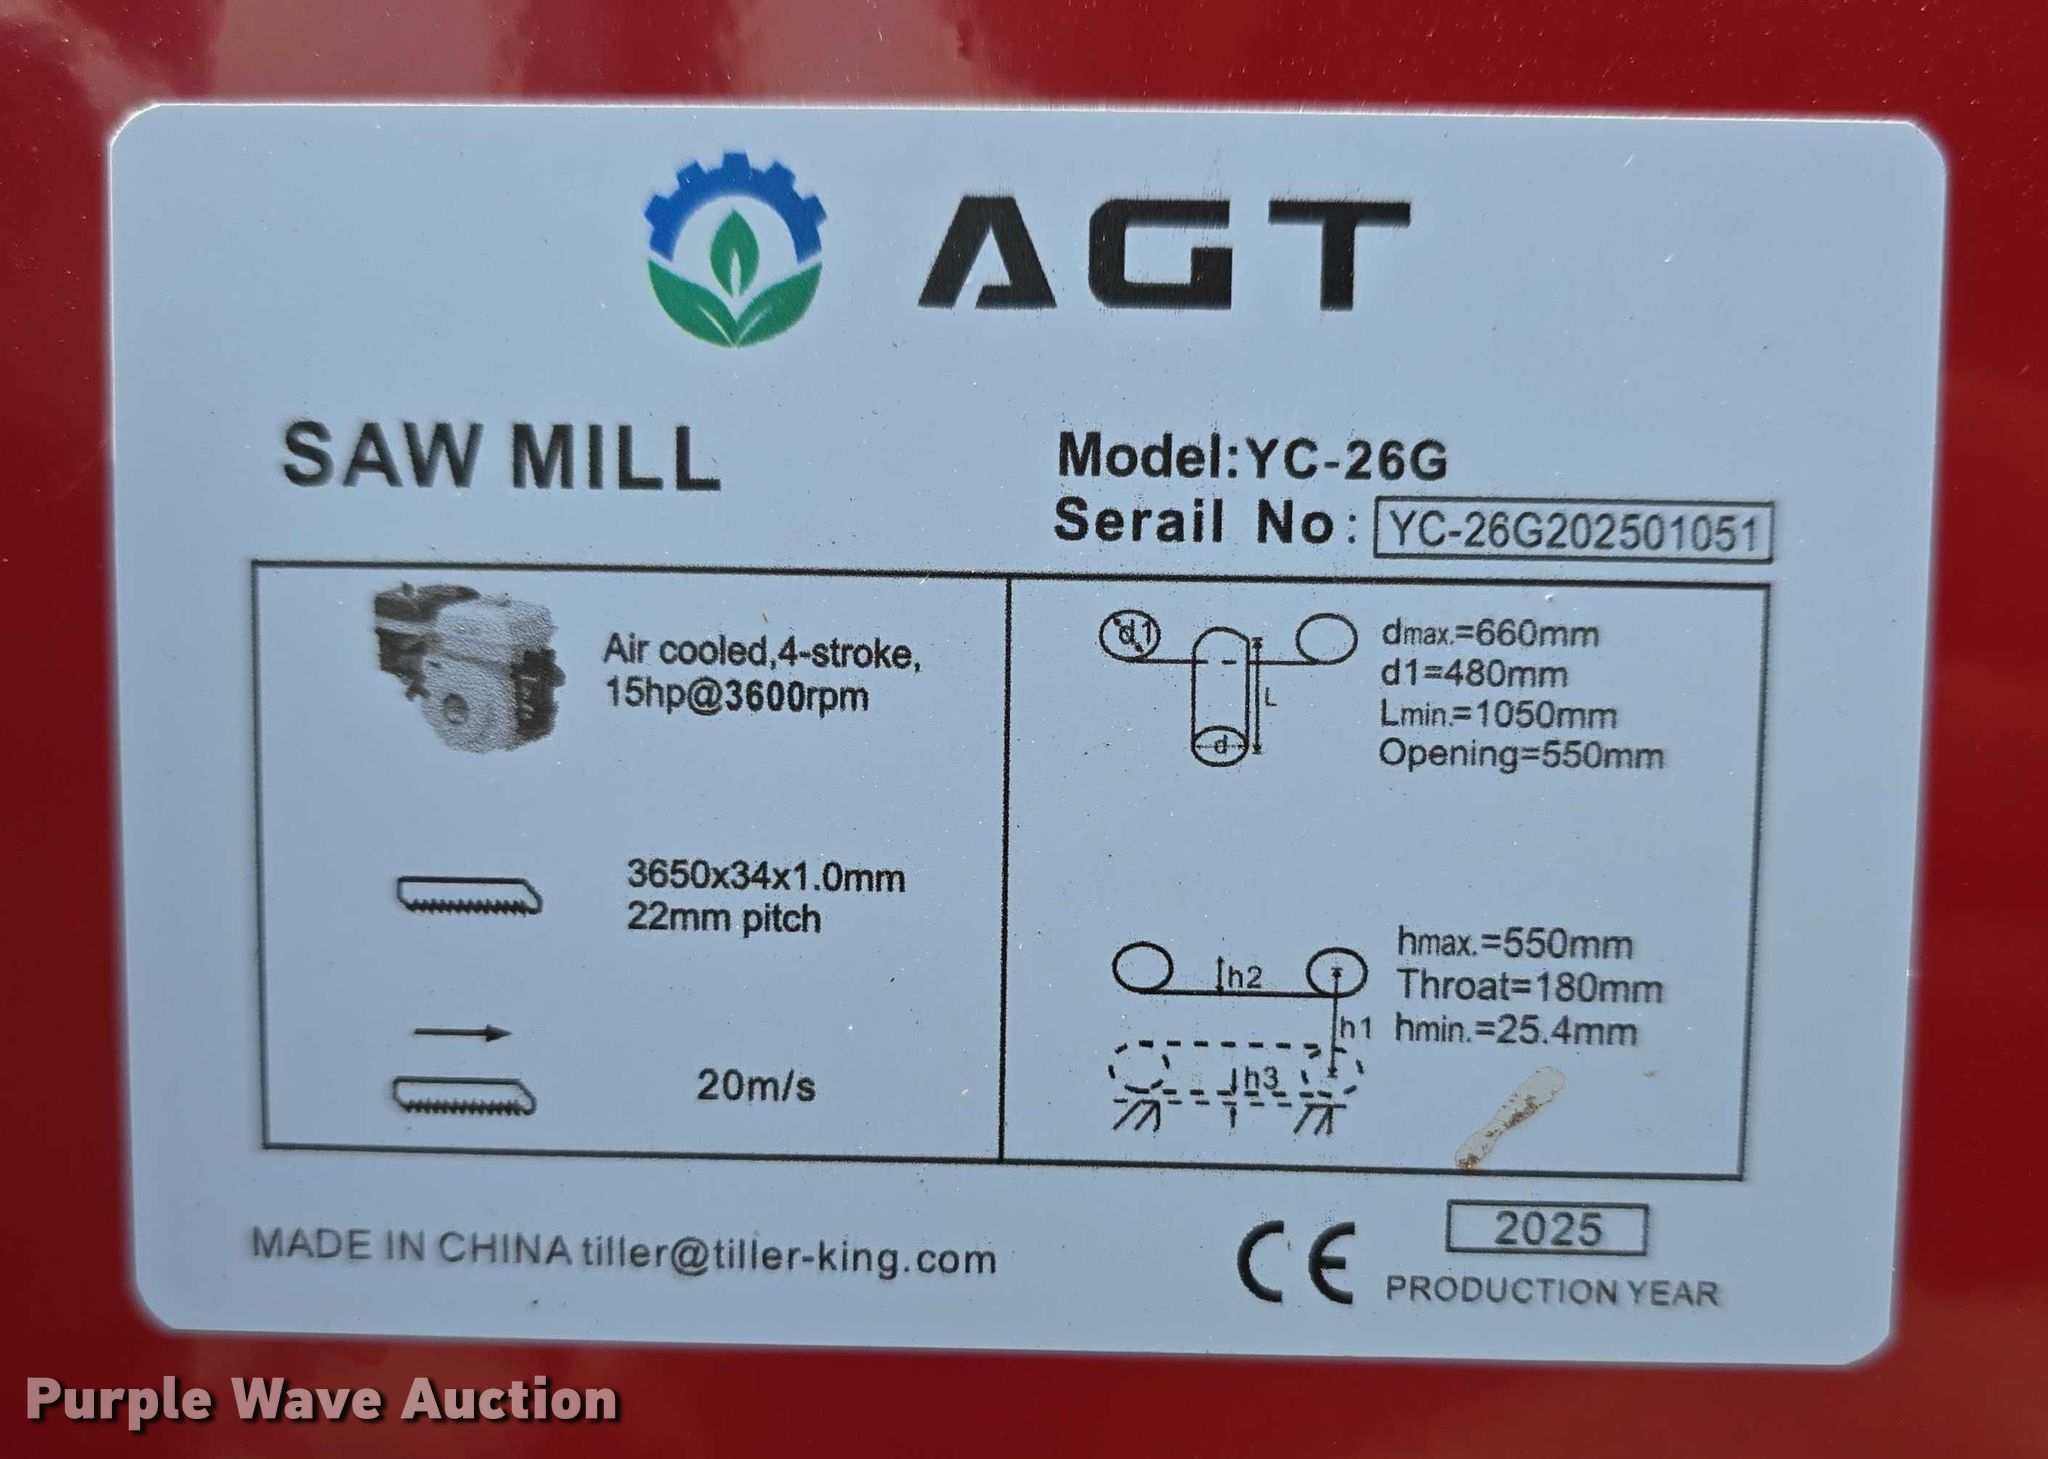 AGT
SAW MILL
Model:YC-26G
Serail No: YC-26G202501051
Air cooled,4-stroke,
15hp@3600rpm
3650x34x1.0mm
22mm pitch
20m/s
d1
L
d
dmax.=660mm
d1=480mm
Lmin.=1050mm
Opening=550mm
h2
h1
h3
hmax.=550mm
Throat=180mm
hmin.=25.4mm
MADE IN CHINA tiller@tiller-king.com
CE
2025
PRODUCTION YEAR
Purple Wave Auction